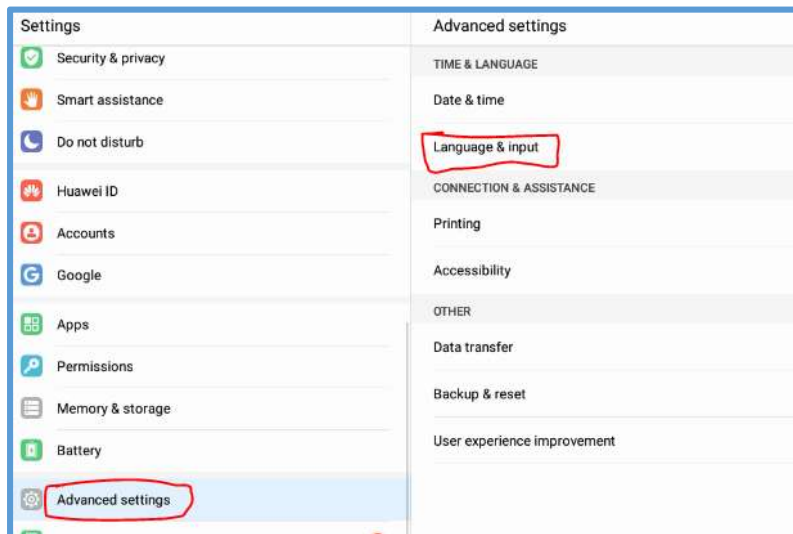 Settings
Security & privacy
Smart assistance
Do not disturb
Huawei ID
Accounts
Google
Apps
Permissions
Memory & storage
Battery
Advanced settings
Advanced settings
TIME & LANGUAGE
Date & time
Language & input
CONNECTION & ASSISTANCE
Printing
Accessibility
OTHER
Data transfer
Backup & reset
User experience improvement